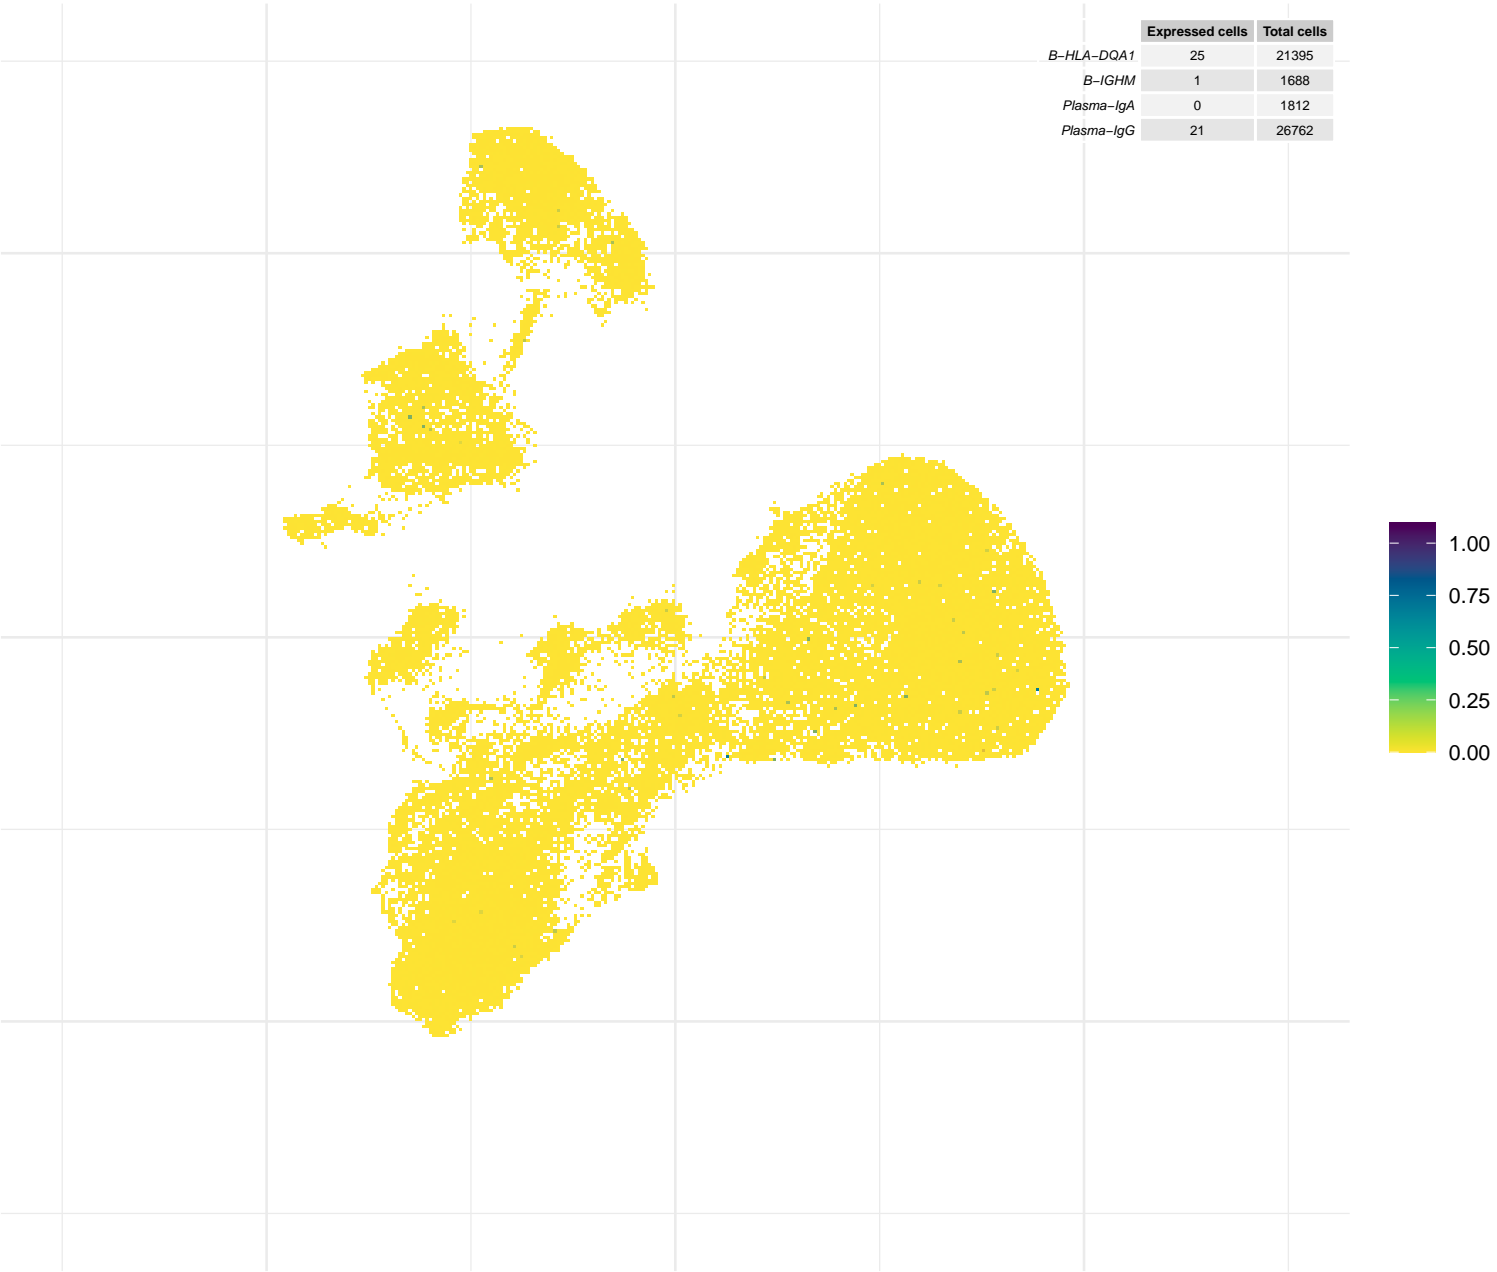 Expressed cells Total cells
B−HLA−DQA1 25 21395
B−IGHM 1 1688
Plasma−IgA 0 1812
Plasma−IgG 21 26762
1.00
0.75
0.50
0.25
0.00